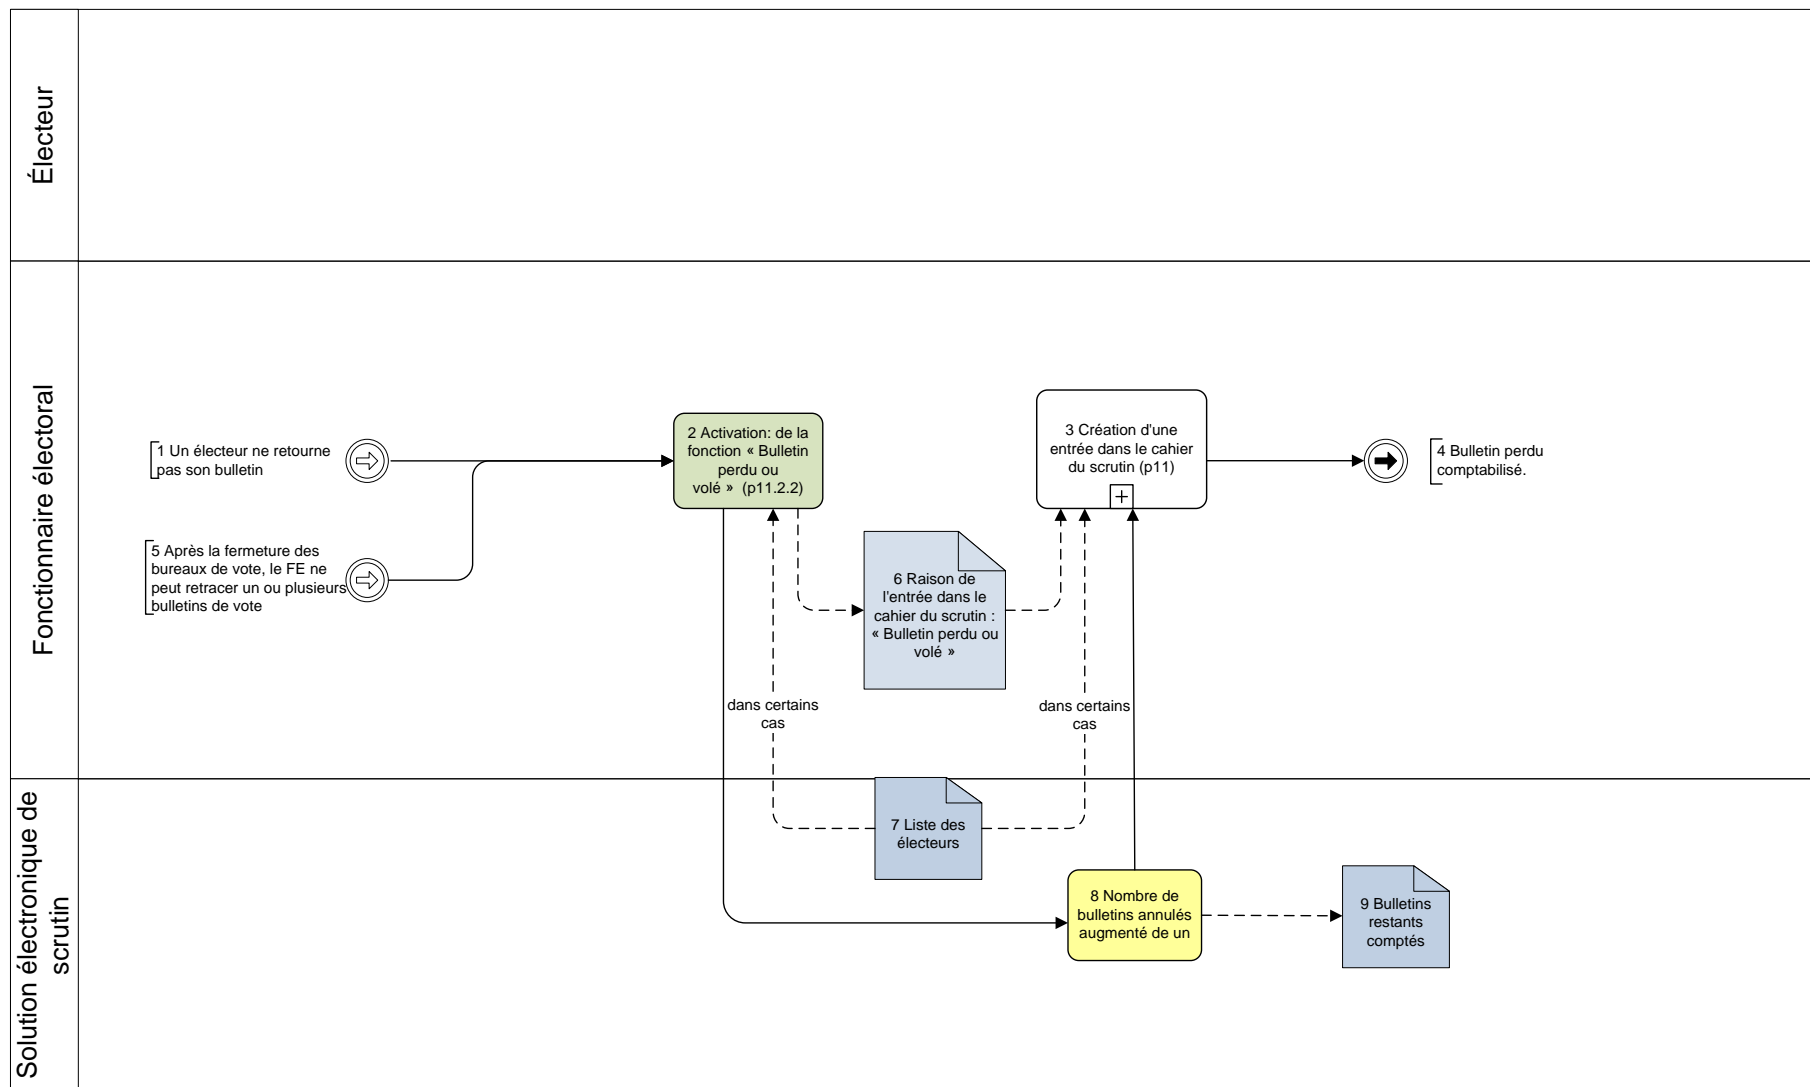 Électeur
Fonctionnaire électoral
1 Un électeur ne retourne
pas son bulletin
5 Après la fermeture des
bureaux de vote, le FE ne
peut retracer un ou plusieurs
bulletins de vote
2 Activation: de la
fonction « Bulletin
perdu ou
volé » (p11.2.2)
3 Création d'une
entrée dans le cahier
du scrutin (p11)
4 Bulletin perdu
comptabilisé.
6 Raison de
l'entrée dans le
cahier du scrutin :
« Bulletin perdu ou
volé »
dans certains
cas
dans certains
cas
Solution électronique de
scrutin
7 Liste des
électeurs
8 Nombre de
bulletins annulés
augmenté de un
9 Bulletins
restants
comptés